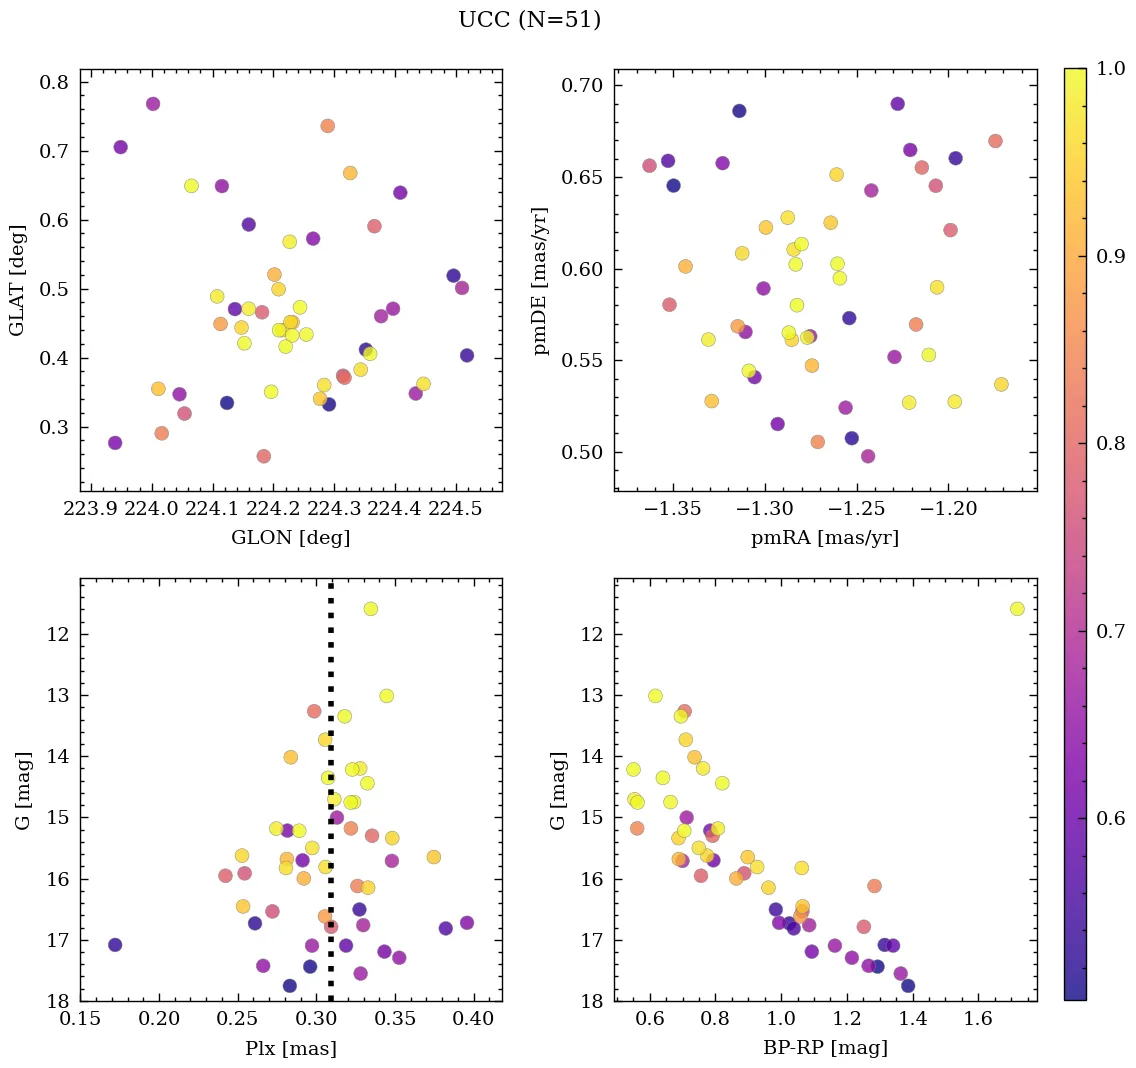 UCC (N=51)
0.8
0.7
0.6
0.5
0.4
0.3
GLAT [deg]
223.9 224.0 224.1 224.2 224.3 224.4 224.5
GLON [deg]
0.70
0.65
0.60
0.55
0.50
pmDE [mas/yr]
−1.35 −1.30 −1.25 −1.20
pmRA [mas/yr]
12
13
14
15
16
17
18
G [mag]
0.15 0.20 0.25 0.30 0.35 0.40
Plx [mas]
12
13
14
15
16
17
18
G [mag]
0.6 0.8 1.0 1.2 1.4 1.6
BP-RP [mag]
1.0
0.9
0.8
0.7
0.6